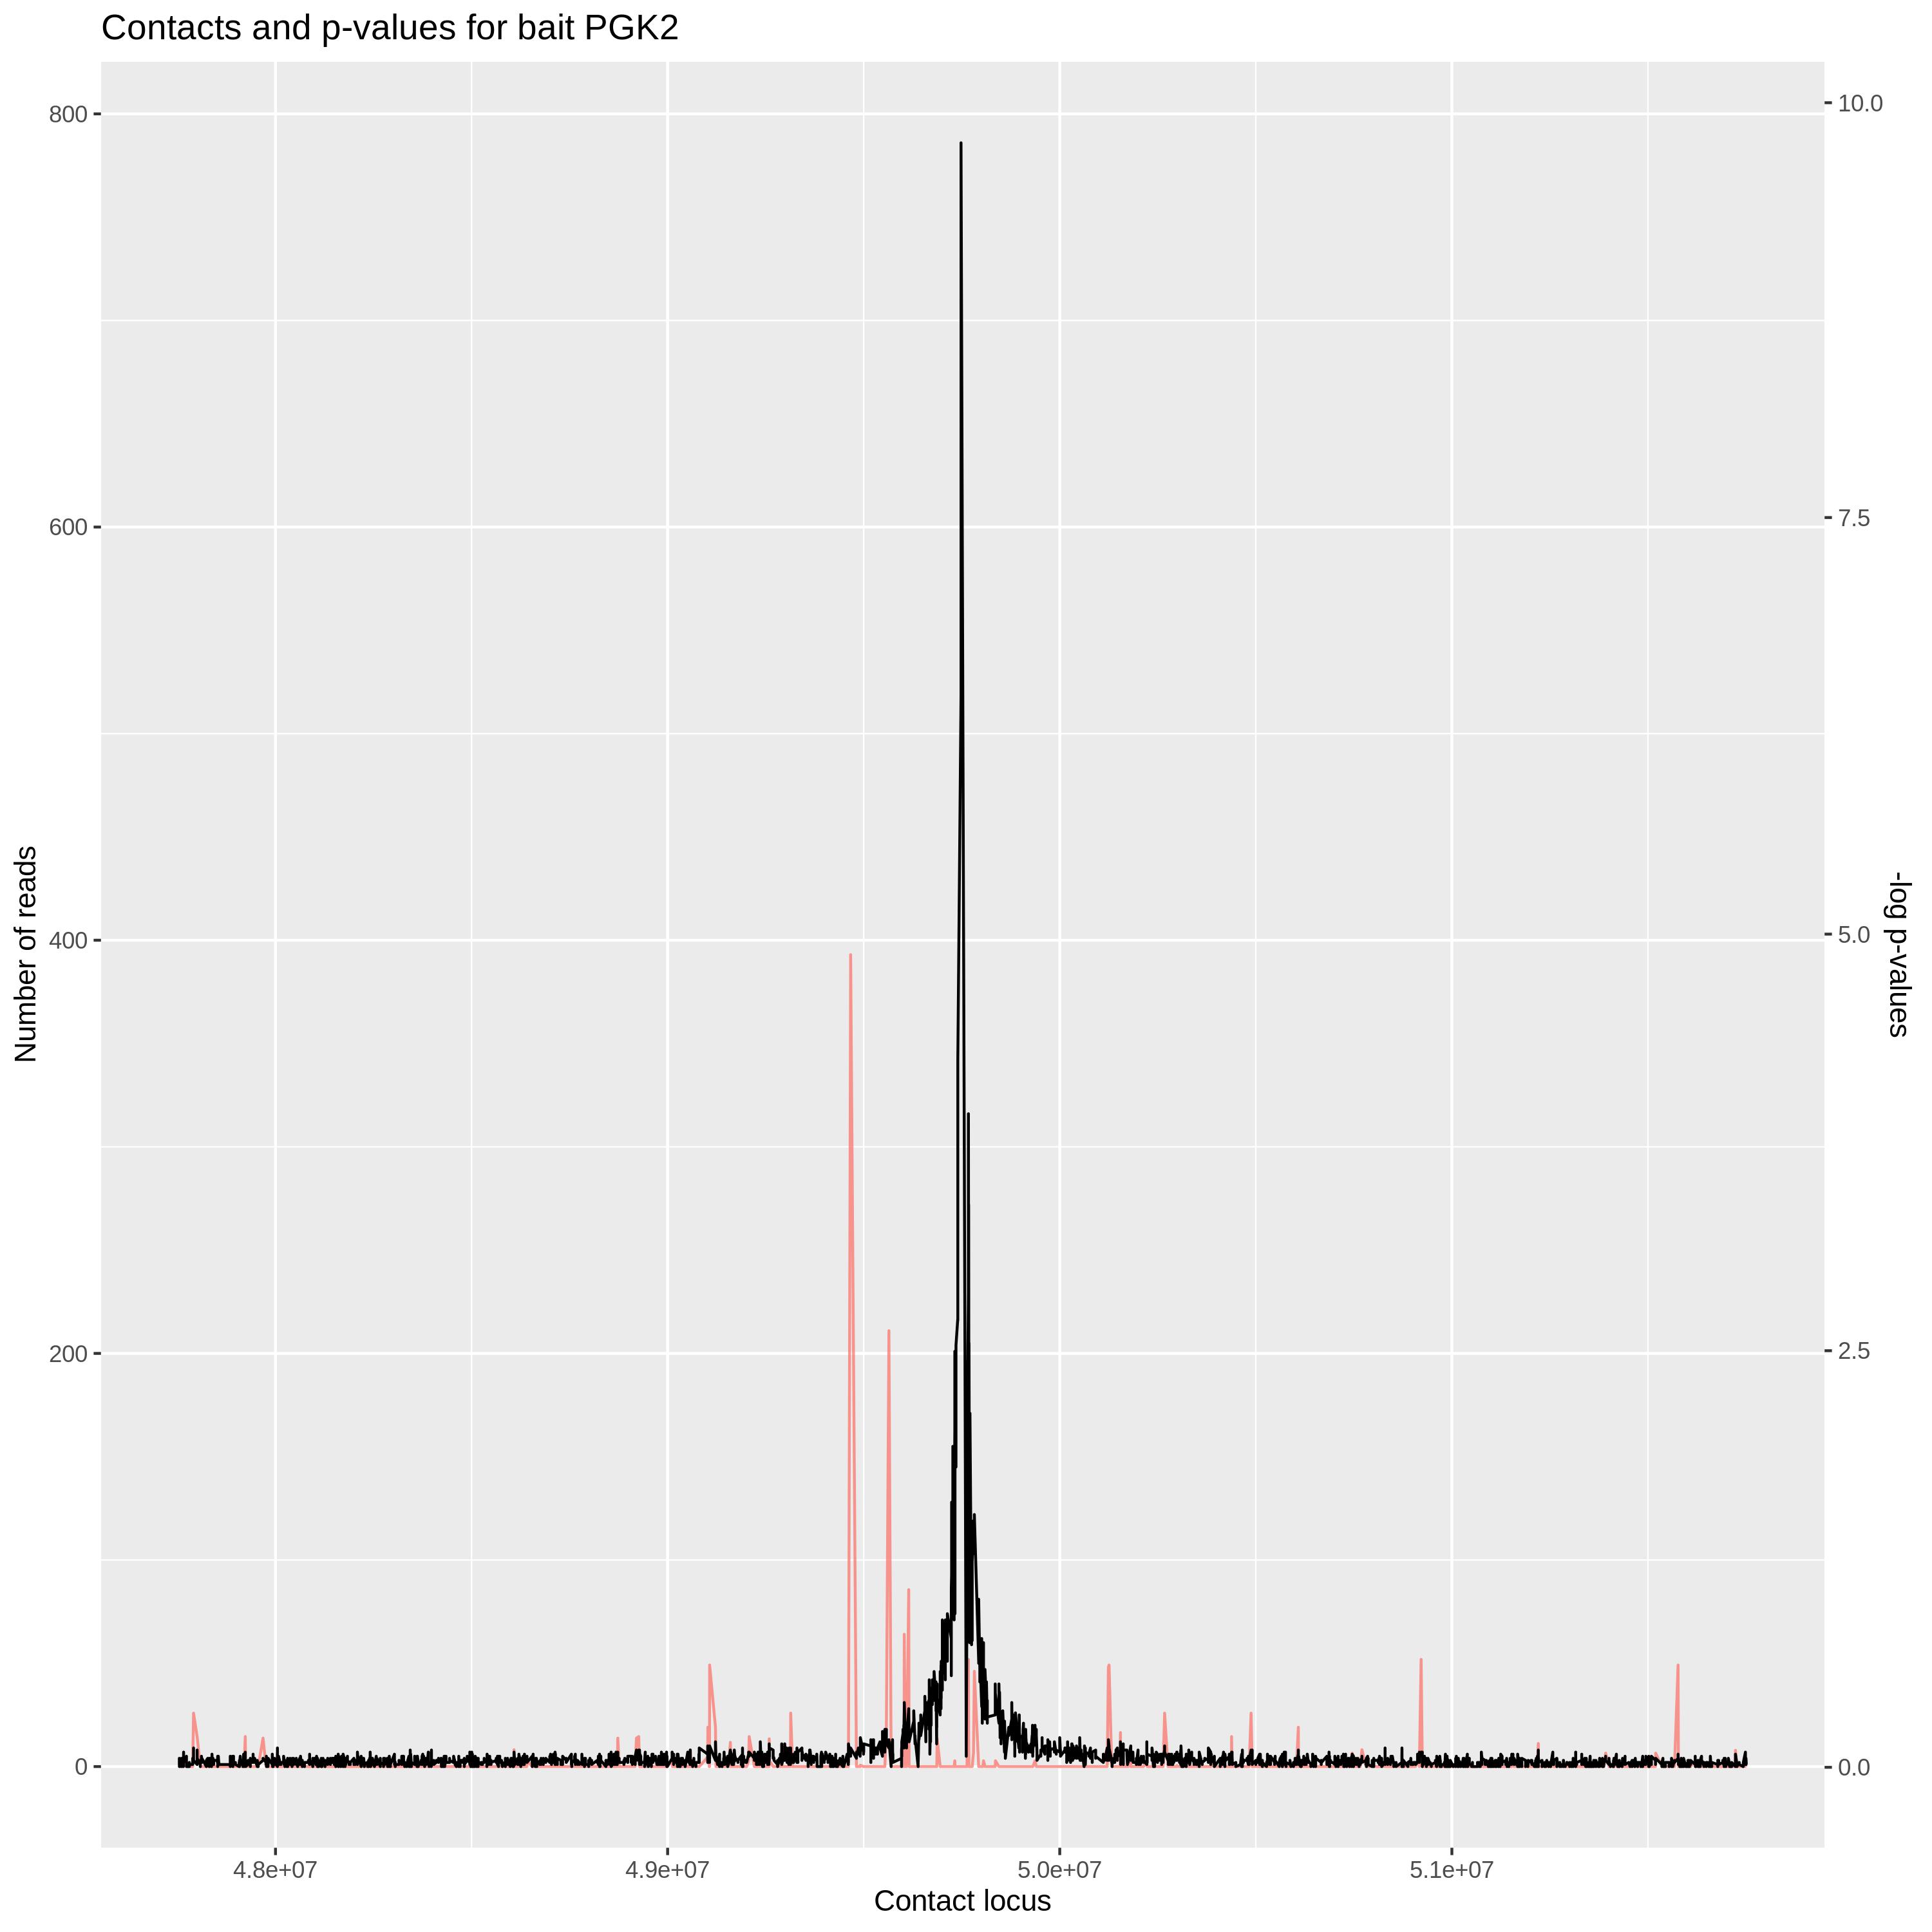 Contacts and p-values for bait PGK2
800
600
400
200
0
10.0
7.5
5.0
2.5
0.0
Number of reads
-log p-values
4.8e+07 4.9e+07 5.0e+07 5.1e+07
Contact locus